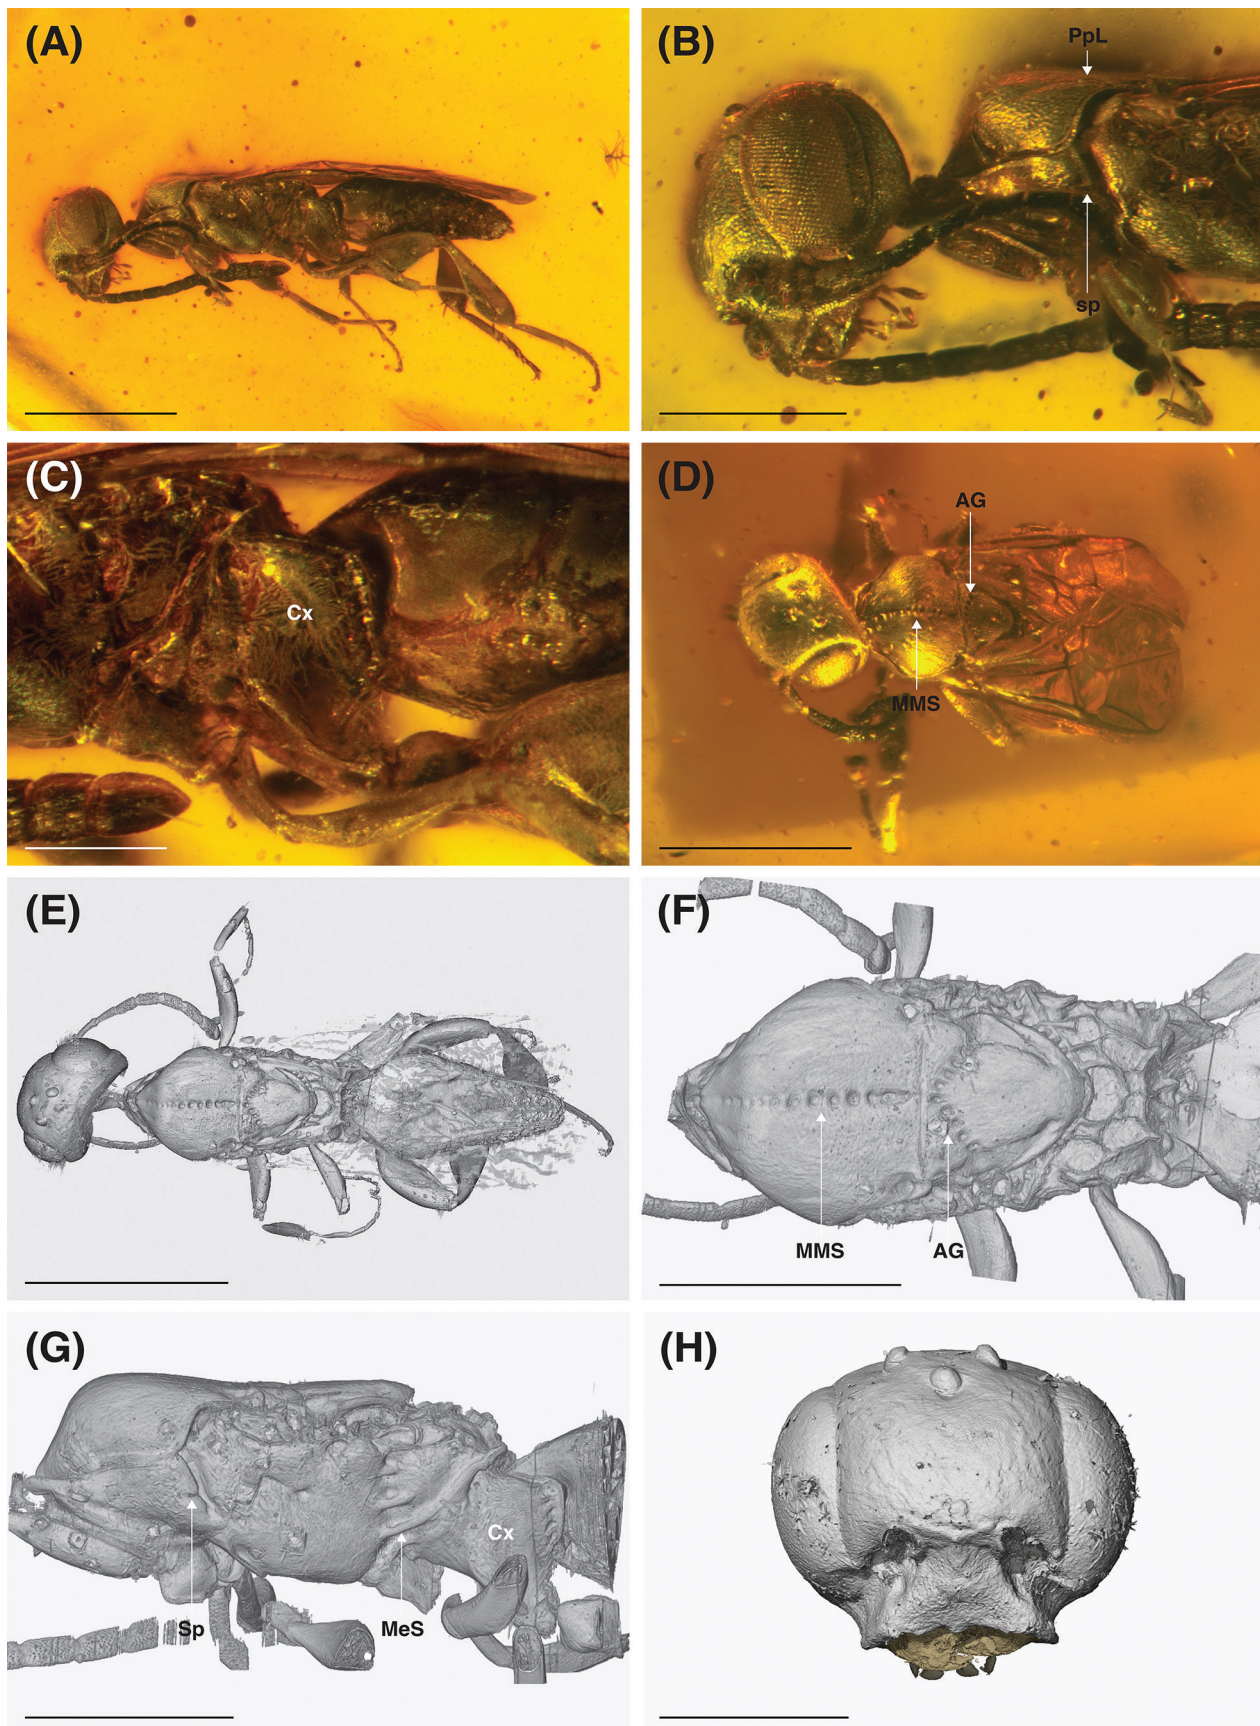 (A)
(B)
PpL
sp
(C)
Cx
(D)
AG
MMS
(E)
(F)
MMS
AG
(G)
Cx
Sp
MeS
(H)